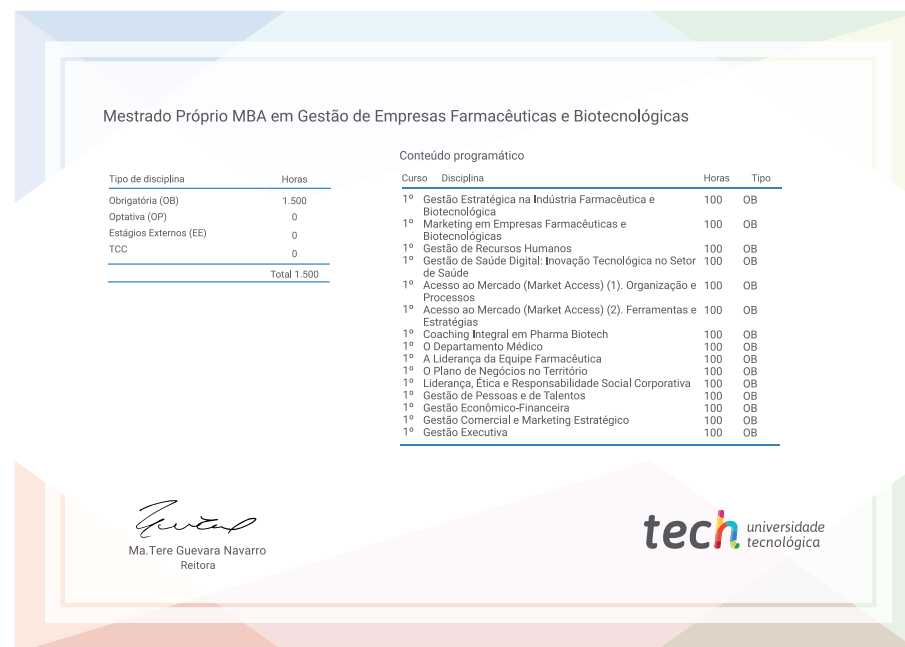 Mestrado Próprio MBA em Gestão de Empresas Farmacêuticas e Biotecnológicas
Tipo de disciplina Horas
Obrigatória (OB) 1.500
Optativa (OP) 0
Estágios Externos (EE) 0
TCC 0
Total 1.500
Conteúdo programático
Curso Disciplina Horas Tipo
1º Gestão Estratégica na Indústria Farmacêutica e 100 OB
Biotecnológica
1º Marketing em Empresas Farmacêuticas e 100 OB
Biotecnológicas
1º Gestão de Recursos Humanos 100 OB
1º Gestão de Saúde Digital: Inovação Tecnológica no Setor 100 OB
de Saúde
1º Acesso ao Mercado (Market Access) (1). Organização e 100 OB
Processos
1º Acesso ao Mercado (Market Access) (2). Ferramentas e 100 OB
Estratégias
1º Coaching Integral em Pharma Biotech 100 OB
1º O Departamento Médico 100 OB
1º A Liderança da Equipe Farmacêutica 100 OB
1º O Plano de Negócios no Território 100 OB
1º Liderança, Ética e Responsabilidade Social Corporativa 100 OB
1º Gestão de Pessoas e de Talentos 100 OB
1º Gestão Econômico-Financeira 100 OB
1º Gestão Comercial e Marketing Estratégico 100 OB
1º Gestão Executiva 100 OB
Ma.Tere Guevara Navarro
Reitora
tech universidade
tecnológica